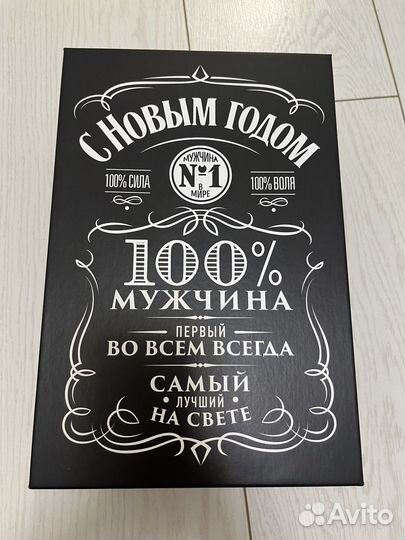 С НОВЫМ ГОДОМ
МУЖЧИНА
100% СИЛА №1 100% ВОЛЯ
В МИРЕ
100%
МУЖЧИНА
ПЕРВЫЙ
ВО ВСЕМ ВСЕГДА
САМЫЙ
• ЛУЧШИЙ •
НА СВЕТЕ
Avito